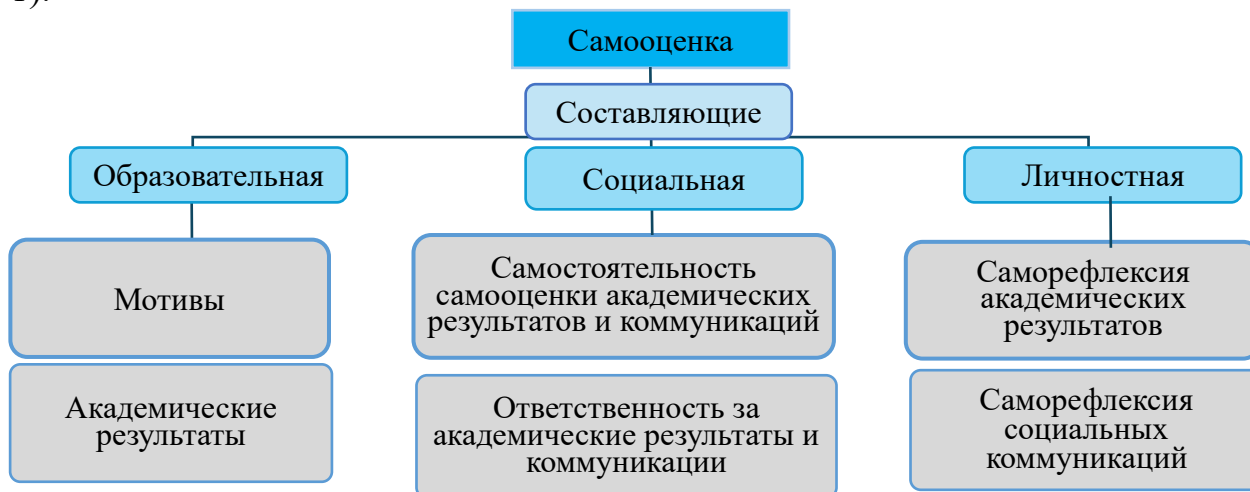 1).
Самооценка
Составляющие
Образовательная
Социальная
Личностная
Мотивы
Самостоятельность
самооценки академических
результатов и коммуникаций
Саморефлексия
академических
результатов
Академические
результаты
Ответственность за
академические результаты и
коммуникации
Саморефлексия
социальных
коммуникаций